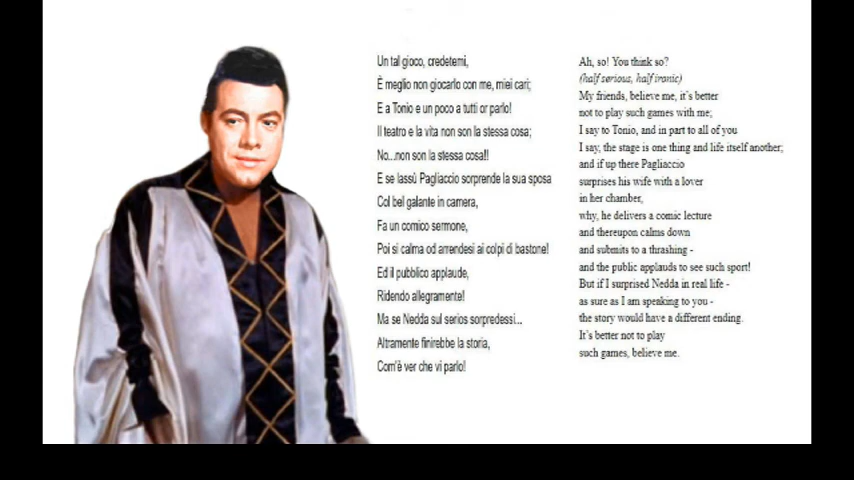 Un tal gioco, credetemi,
È meglio non giocarlo con me, miei cari;
E a Tonio e un poco a tutti or parlo!
Il teatro e la vita non son la stessa cosa;
No...non son la stessa cosa!!
E se lassù Pagliaccio sorprende la sua sposa
Col bel galante in camera,
Fa un comico sermone,
Poi si calma od arrendesi ai colpi di bastone!
Ed il pubblico applaude,
Ridendo allegramente!
Ma se Nedda sul serios sorpredessi...
Altramente finirebbe la storia,
Com'è ver che vi parlo!
Ah, so! You think so?
(half serious, half ironic)
My friends, believe me, it's better
not to play such games with me;
I say to Tonio, and in part to all of you
I say, the stage is one thing and life itself another;
and if up there Pagliaccio
surprises his wife with a lover
in her chamber,
why, he delivers a comic lecture
and thereupon calms down
and submits to a thrashing -
and the public applauds to see such sport!
But if I surprised Nedda in real life -
as sure as I am speaking to you -
the story would have a different ending.
It's better not to play
such games, believe me.